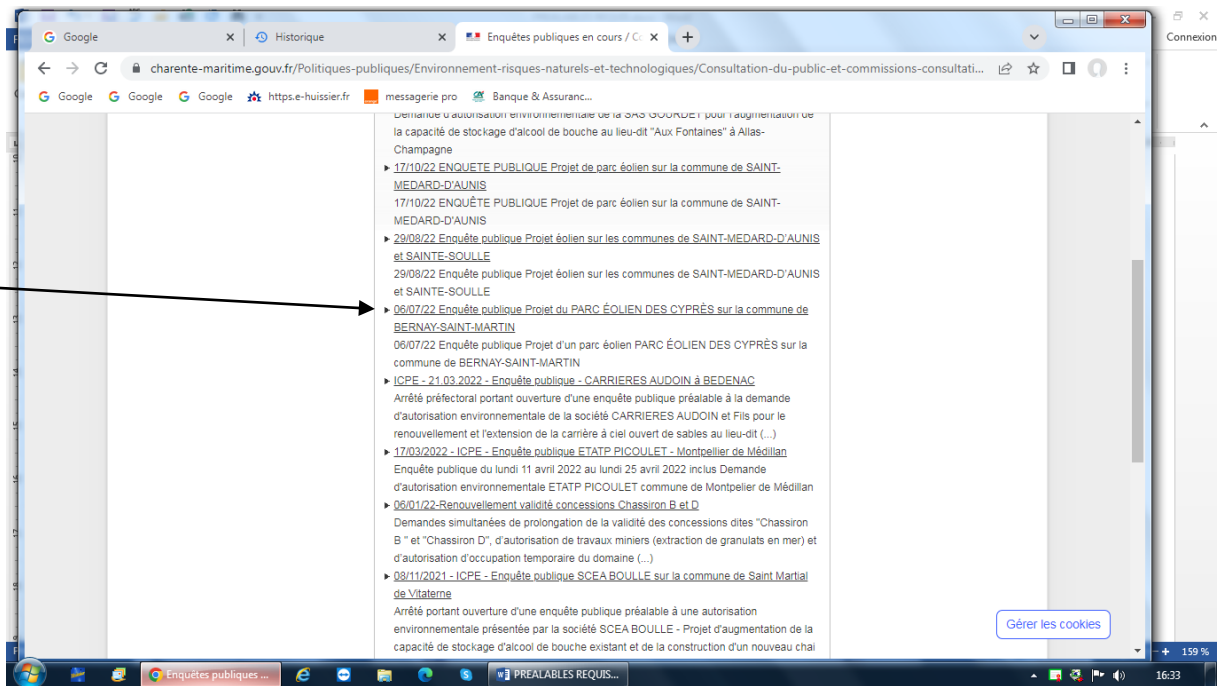 Google
Historique
Enquêtes publiques en cours / Co
Connexion
charente-maritime.gouv.fr/Politiques-publiques/Environnement-risques-naturels-et-technologiques/Consultation-du-public-et-commissions-consultati...
Google
Google
Google
https.e-huissier.fr
messagerie pro
Banque & Assuranc...
Demande d'autorisation environnementale de la SAS GOURDET pour l'augmentation de
la capacité de stockage d'alcool de bouche au lieu-dit "Aux Fontaines" à Allas-
Champagne
17/10/22 ENQUETE PUBLIQUE Projet de parc éolien sur la commune de SAINT-
MEDARD-D'AUNIS
17/10/22 ENQUÊTE PUBLIQUE Projet de parc éolien sur la commune de SAINT-
MEDARD-D'AUNIS
29/08/22 Enquête publique Projet éolien sur les communes de SAINT-MEDARD-D'AUNIS
et SAINTE-SOULLE
29/08/22 Enquête publique Projet éolien sur les communes de SAINT-MEDARD-D'AUNIS
et SAINTE-SOULLE
06/07/22 Enquête publique Projet du PARC ÉOLIEN DES CYPRÈS sur la commune de
BERNAY-SAINT-MARTIN
06/07/22 Enquête publique Projet d'un parc éolien PARC ÉOLIEN DES CYPRÈS sur la
commune de BERNAY-SAINT-MARTIN
ICPE - 21.03.2022 - Enquête publique - CARRIERES AUDOIN à BEDENAC
Arrêté préfectoral portant ouverture d'une enquête publique préalable à la demande
d'autorisation environnementale de la société CARRIERES AUDOIN et Fils pour le
renouvellement et l'extension de la carrière à ciel ouvert de sables au lieu-dit (...)
17/03/2022 - ICPE - Enquête publique ETATP PICOULET - Montpellier de Médillan
Enquête publique du lundi 11 avril 2022 au lundi 25 avril 2022 inclus Demande
d'autorisation environnementale ETATP PICOULET commune de Montpelier de Médillan
06/01/22-Renouvellement validité concessions Chassiron B et D
Demandes simultanées de prolongation de la validité des concessions dites "Chassiron
B " et "Chassiron D", d'autorisation de travaux miniers (extraction de granulats en mer) et
d'autorisation d'occupation temporaire du domaine (...)
08/11/2021 - ICPE - Enquête publique SCEA BOULLE sur la commune de Saint Martial
de Vitaterne
Arrêté portant ouverture d'une enquête publique préalable à une autorisation
environnementale présentée par la société SCEA BOULLE - Projet d'augmentation de la
capacité de stockage d'alcool de bouche existant et de la construction d'un nouveau chai
Gérer les cookies
159 %
Enquêtes publiques ...
PREALABLES REQUIS...
16:33